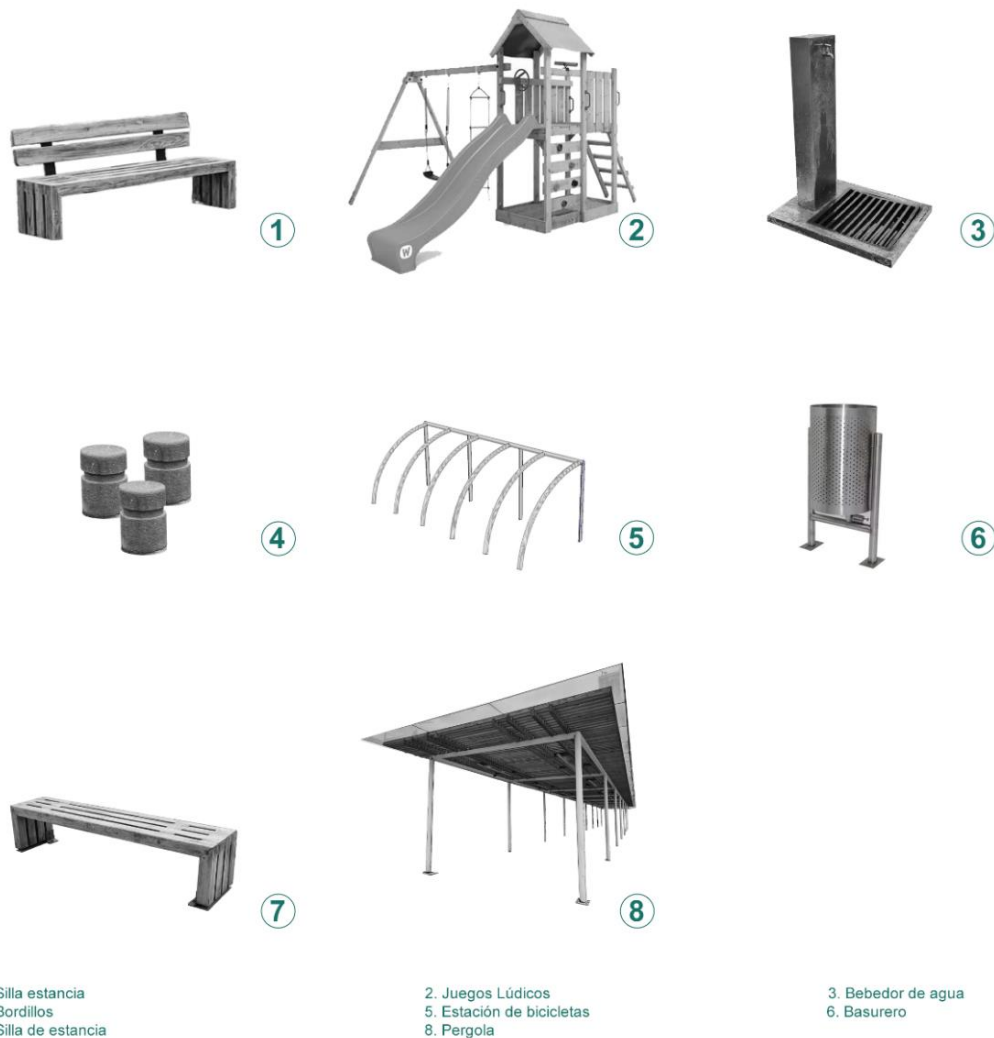 1
2
3
4
5
6
7
8
Silla estancia
2. Juegos Lúdicos
3. Bebedor de agua
Bordillos
5. Estación de bicicletas
6. Basurero
Silla de estancia
8. Pergola
W